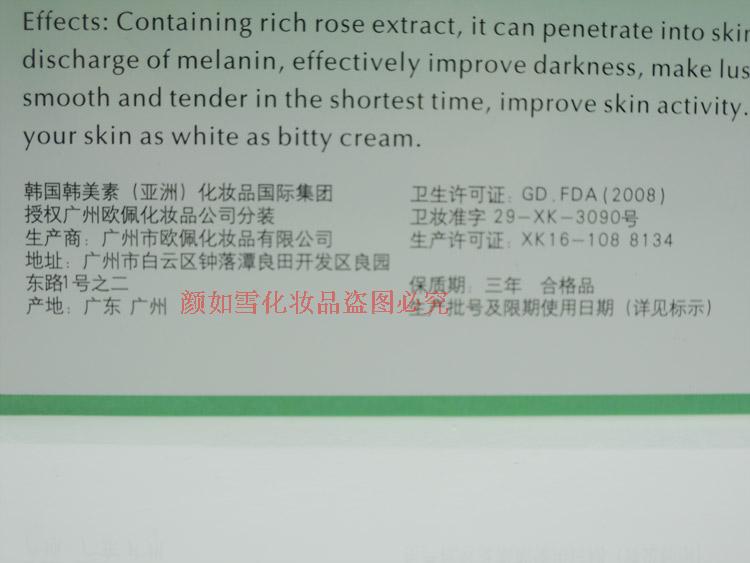 Effects: Containing rich rose extract, it can penetrate into skin
discharge of melanin, effectively improve darkness, make lus
smooth and tender in the shortest time, improve skin activity.
your skin as white as bitty cream.
韩国韩美素（亚洲）化妆品国际集团
授权广州欧佩化妆品公司分装
生产商：广州市欧佩化妆品有限公司
地址：广州市白云区钟落潭良田开发区良园
东路1号之二
产地：广东 广州
卫生许可证：GD.FDA(2008)
卫妆准字 29-XK-3090号
生产许可证：XK16-108 8134
保质期：三年 合格品
生产批号及限期使用日期（详见标示）
颜如雪化妆品盗图必究